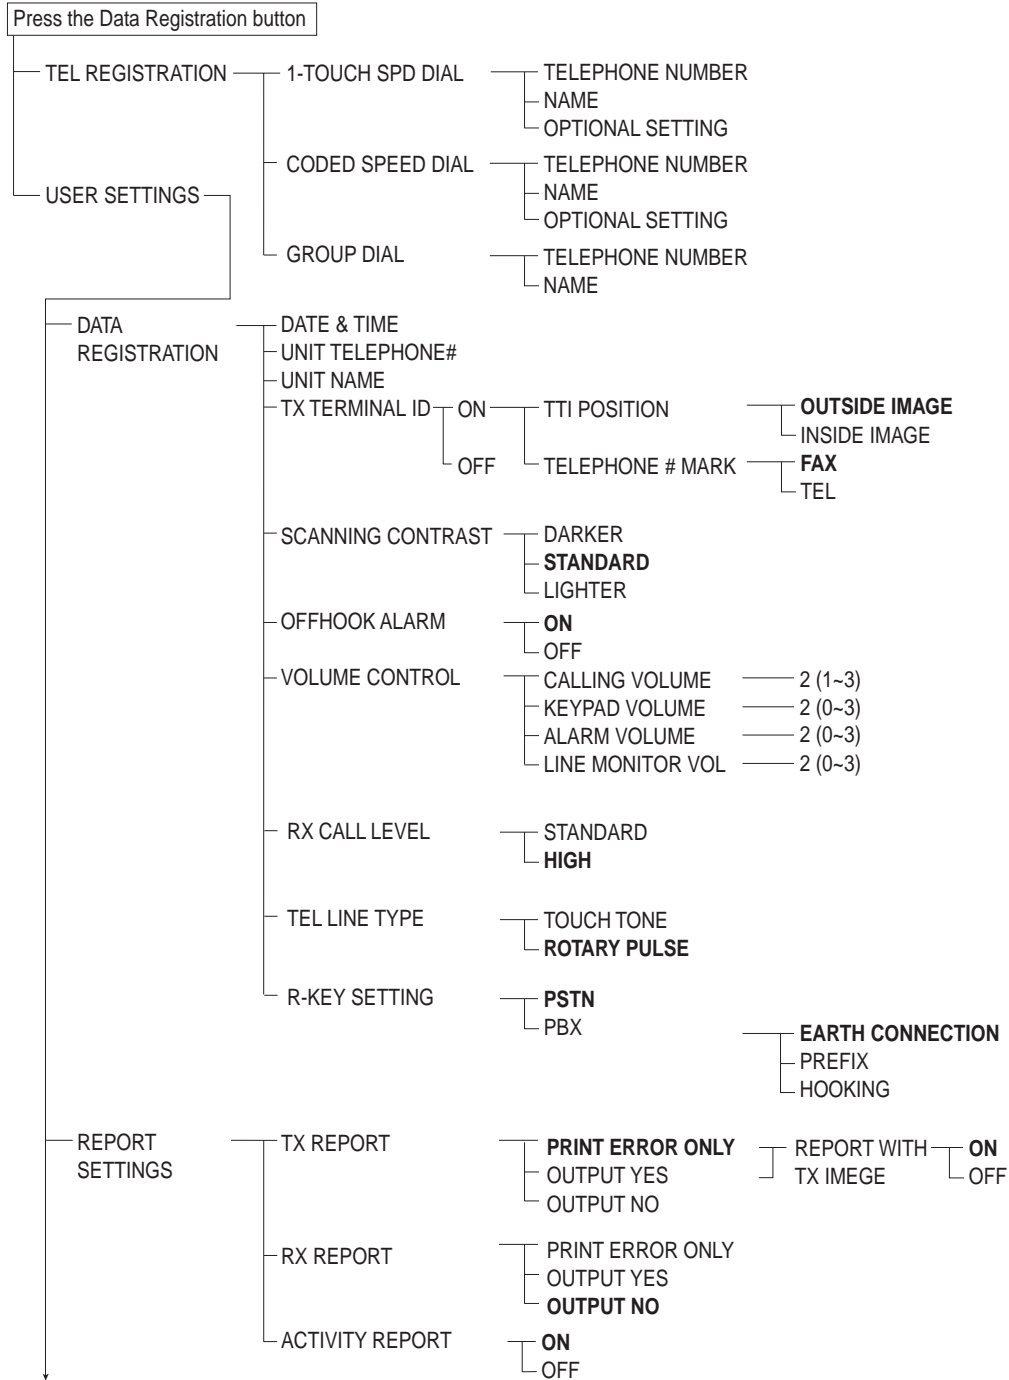 Press the Data Registration button
TEL REGISTRATION
1-TOUCH SPD DIAL
TELEPHONE NUMBER
NAME
OPTIONAL SETTING
CODED SPEED DIAL
TELEPHONE NUMBER
NAME
OPTIONAL SETTING
USER SETTINGS
GROUP DIAL
TELEPHONE NUMBER
NAME
DATA
REGISTRATION
DATE & TIME
UNIT TELEPHONE#
UNIT NAME
TX TERMINAL ID
ON
TTI POSITION
OUTSIDE IMAGE
INSIDE IMAGE
OFF
TELEPHONE # MARK
FAX
TEL
SCANNING CONTRAST
DARKER
STANDARD
LIGHTER
OFFHOOK ALARM
ON
OFF
VOLUME CONTROL
CALLING VOLUME 2 (1~3)
KEYPAD VOLUME 2 (0~3)
ALARM VOLUME 2 (0~3)
LINE MONITOR VOL 2 (0~3)
RX CALL LEVEL
STANDARD
HIGH
TEL LINE TYPE
TOUCH TONE
ROTARY PULSE
R-KEY SETTING
PSTN
PBX
EARTH CONNECTION
PREFIX
HOOKING
REPORT
SETTINGS
TX REPORT
PRINT ERROR ONLY
OUTPUT YES
OUTPUT NO
REPORT WITH
TX IMEGE
ON
OFF
RX REPORT
PRINT ERROR ONLY
OUTPUT YES
OUTPUT NO
ACTIVITY REPORT
ON
OFF